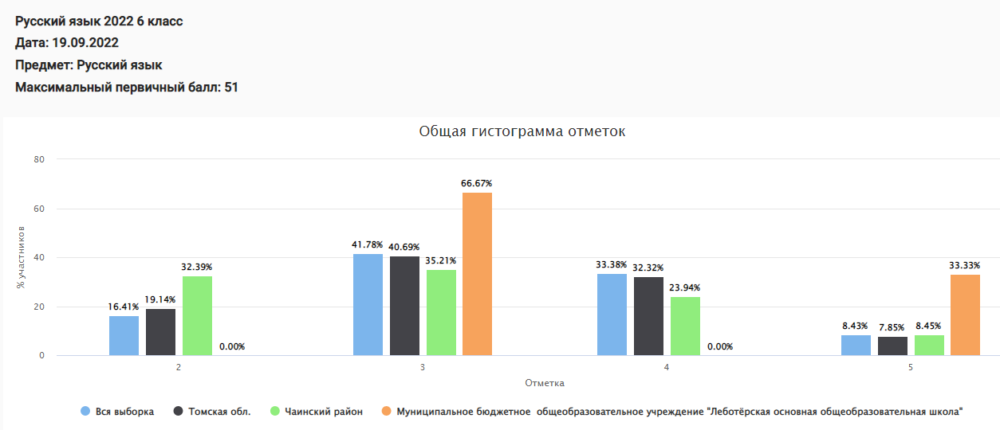 Русский язык 2022 6 класс
Дата: 19.09.2022
Предмет: Русский язык
Максимальный первичный балл: 51
Общая гистограмма отметок
% участников
80
60
40
20
0
16.41% 19.14% 32.39% 0.00%
41.78% 40.69% 35.21% 66.67%
33.38% 32.32% 23.94% 0.00%
8.43% 7.85% 8.45% 33.33%
2 3 4 5
Отметка
Вся выборка Томская обл. Чаинский район Муниципальное бюджетное общеобразовательное учреждение "Леботёрская основная общеобразовательная школа"